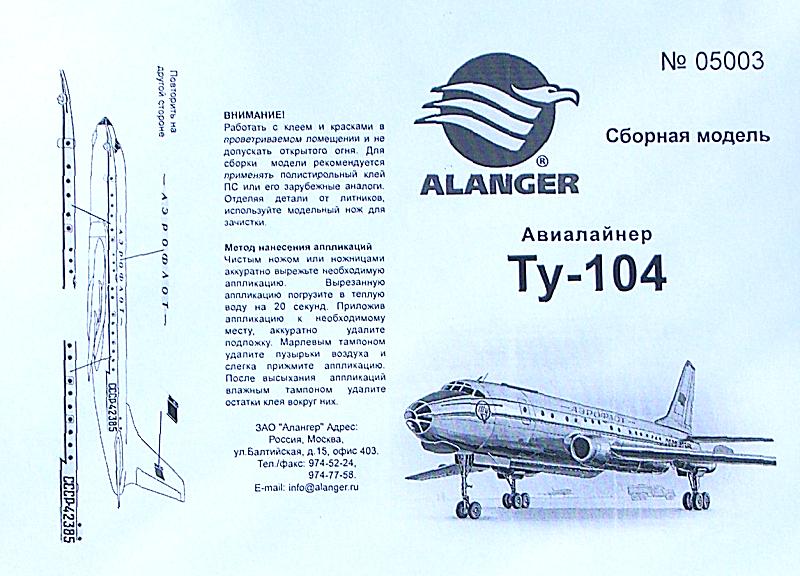 Повторить на
другой стороне
— А Э Р О Ф Л О Т —
АЭРОФЛОТ
СССР-42385
СССР-42385
ВНИМАНИЕ!
Работать с клеем и красками в
проветриваемом помещении и не
допускать открытого огня. Для
сборки модели рекомендуется
применять полистирольный клей
ПС или его зарубежные аналоги.
Отделяя детали от литников,
используйте модельный нож для
зачистки.
Метод нанесения аппликаций
Чистым ножом или ножницами
аккуратно вырежьте необходимую
аппликацию. Вырезанную
аппликацию погрузите в теплую
воду на 20 секунд. Приложив
аппликацию к необходимому
месту, аккуратно удалите
подложку. Марлевым тампоном
удалите пузырьки воздуха и
слегка прижмите аппликацию.
После высыхания аппликаций
влажным тампоном удалите
остатки клея вокруг них.
ЗАО "Алангер" Адрес:
Россия, Москва,
ул.Балтийская, д.15, офис 403.
Тел./факс: 974-52-24,
974-77-58.
E-mail: info@alanger.ru
№ 05003
®
ALANGER
Сборная модель
Авиалайнер
Ту-104
АЭРОФЛОТ